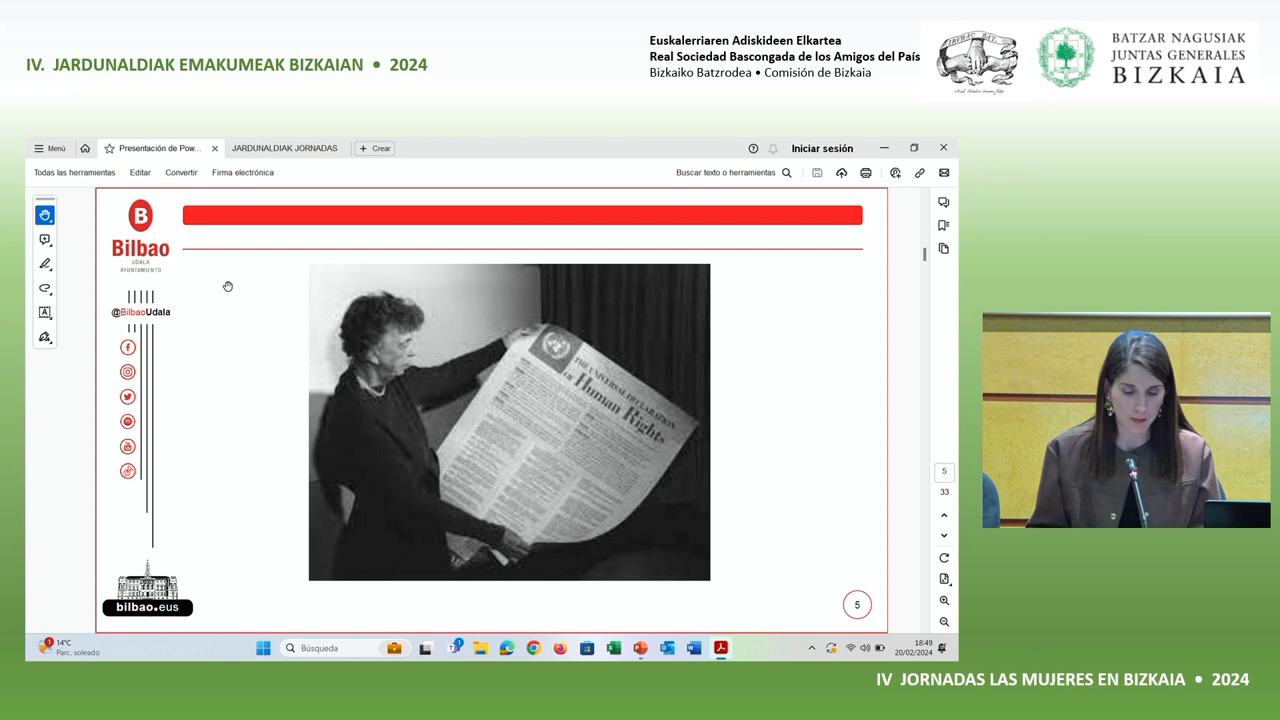 IV. JARDUNALDIAK EMAKUMEAK BIZKAIAN • 2024
Euskalerriaren Adiskideen Elkartea
Real Sociedad Bascongada de los Amigos del País
Bizkaiko Batzrodea • Comisión de Bizkaia
BATZAR NAGUSIAK
JUNTAS GENERALES
BIZKAIA
Menú
Presentación de Pow...
JARDUNALDIAK JORNADAS
Crear
Iniciar sesión
Todas las herramientas
Editar
Convertir
Firma electrónica
Buscar texto o herramientas
B
Bilbao
UDALA
AYUNTAMIENTO
@BilbaoUdala
THE UNIVERSAL DECLARATION
OF Human Rights
bilbao.eus
5
5
33
14°C
Parc. soleado
Búsqueda
18:49
20/02/2024
IV JORNADAS LAS MUJERES EN BIZKAIA • 2024